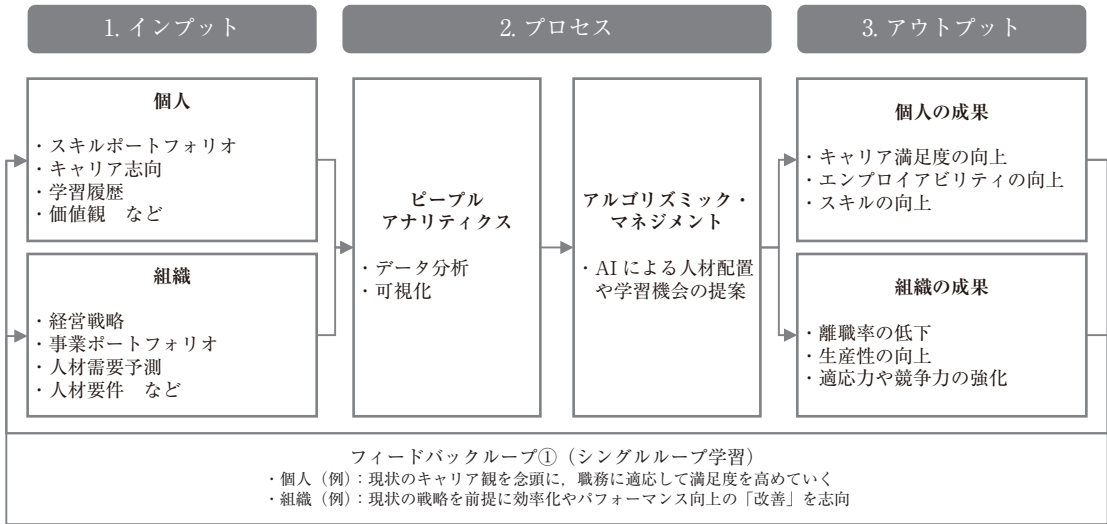 1. インプット
2. プロセス
3. アウトプット
個人
・スキルポートフォリオ
・キャリア志向
・学習履歴
・価値観　など
組織
・経営戦略
・事業ポートフォリオ
・人材需要予測
・人材要件　など
ピープル
アナリティクス
・データ分析
・可視化
アルゴリズミック・
マネジメント
・AI による人材配置
や学習機会の提案
個人の成果
・キャリア満足度の向上
・エンプロイアビリティの向上
・スキルの向上
組織の成果
・離職率の低下
・生産性の向上
・適応力や競争力の強化
フィードバックループ①（シングルループ学習）
・個人（例）：現状のキャリア観を念頭に，職務に適応して満足度を高めていく
・組織（例）：現状の戦略を前提に効率化やパフォーマンス向上の「改善」を志向